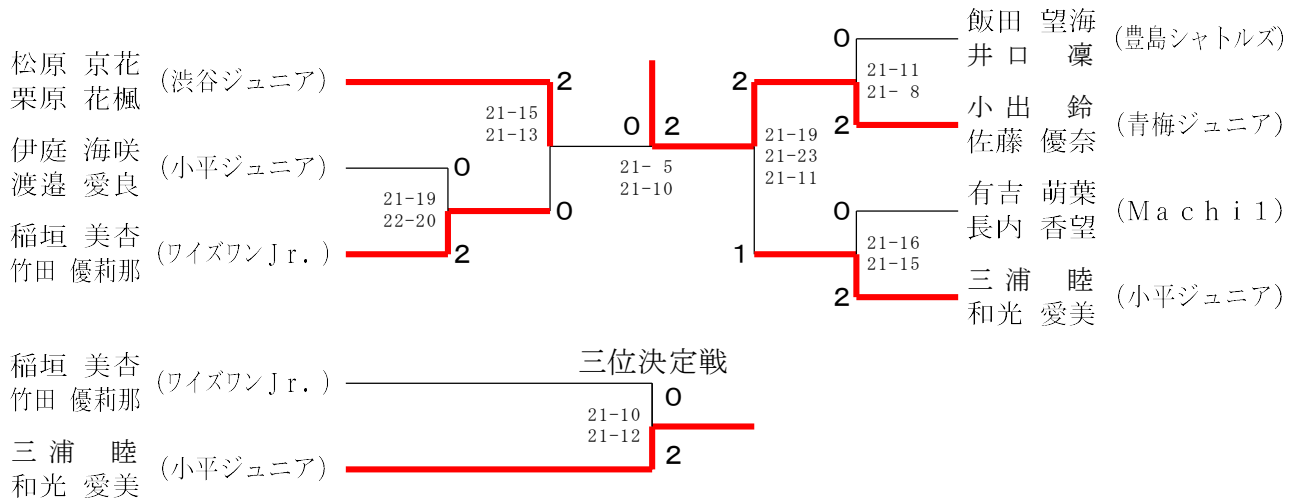 松原 京花
栗原 花楓
(渋谷ジュニア)
伊庭 海咲
渡邉 愛良
(小平ジュニア)
稲垣 美杏
竹田 優莉那
(ワイズワンJr.)
21-19
22-20
0
2
21-15
21-13
2
0
0
2
21- 5
21-10
飯田 望海
井口 凜
(豊島シャトルズ)
小出 鈴
佐藤 優奈
(青梅ジュニア)
有吉 萌葉
長内 香望
(Machi1)
三浦 睦
和光 愛美
(小平ジュニア)
0
21-11
21- 8
2
0
21-16
21-15
2
2
21-19
21-23
21-11
1
三位決定戦
稲垣 美杏
竹田 優莉那
(ワイズワンJr.)
三浦 睦
和光 愛美
(小平ジュニア)
0
21-10
21-12
2